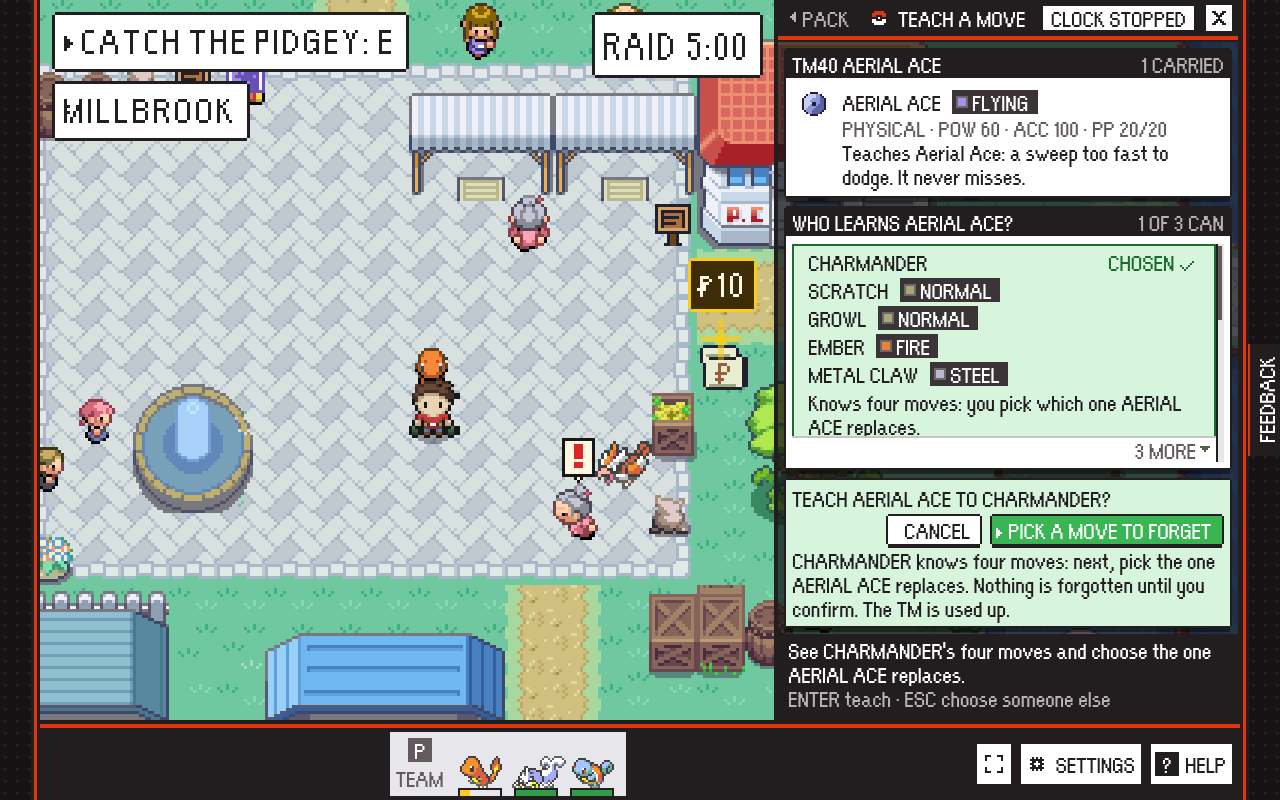 CATCH THE PIDGEY: E
RAID 5:00
MILLBROOK
P.C
₽10
₽
!
PACK
TEACH A MOVE
CLOCK STOPPED
X
TM40 AERIAL ACE
1 CARRIED
AERIAL ACE FLYING
PHYSICAL · POW 60 · ACC 100 · PP 20/20
Teaches Aerial Ace: a sweep too fast to
dodge. It never misses.
WHO LEARNS AERIAL ACE?
1 OF 3 CAN
CHARMANDER
CHOSEN ✓
SCRATCH NORMAL
GROWL NORMAL
EMBER FIRE
METAL CLAW STEEL
Knows four moves: you pick which one AERIAL
ACE replaces.
3 MORE
TEACH AERIAL ACE TO CHARMANDER?
CANCEL
PICK A MOVE TO FORGET
CHARMANDER knows four moves: next, pick the one
AERIAL ACE replaces. Nothing is forgotten until you
confirm. The TM is used up.
See CHARMANDER's four moves and choose the one
AERIAL ACE replaces.
ENTER teach · ESC choose someone else
FEEDBACK
P
TEAM
SETTINGS
? HELP